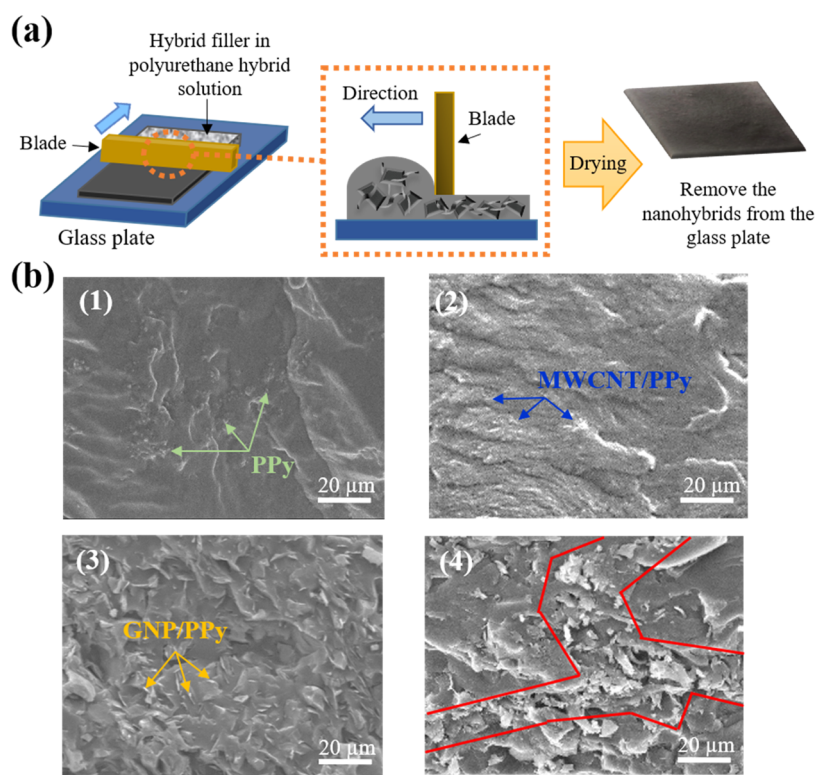 (a)
Hybrid filler in
polyurethane hybrid
solution
Blade
Glass plate
Direction
Blade
Drying
Remove the
nanohybrids from the
glass plate
(b)
(1)
PPy
20 µm
(2)
MWCNT/PPy
20 µm
(3)
GNP/PPy
20 µm
(4)
20 µm